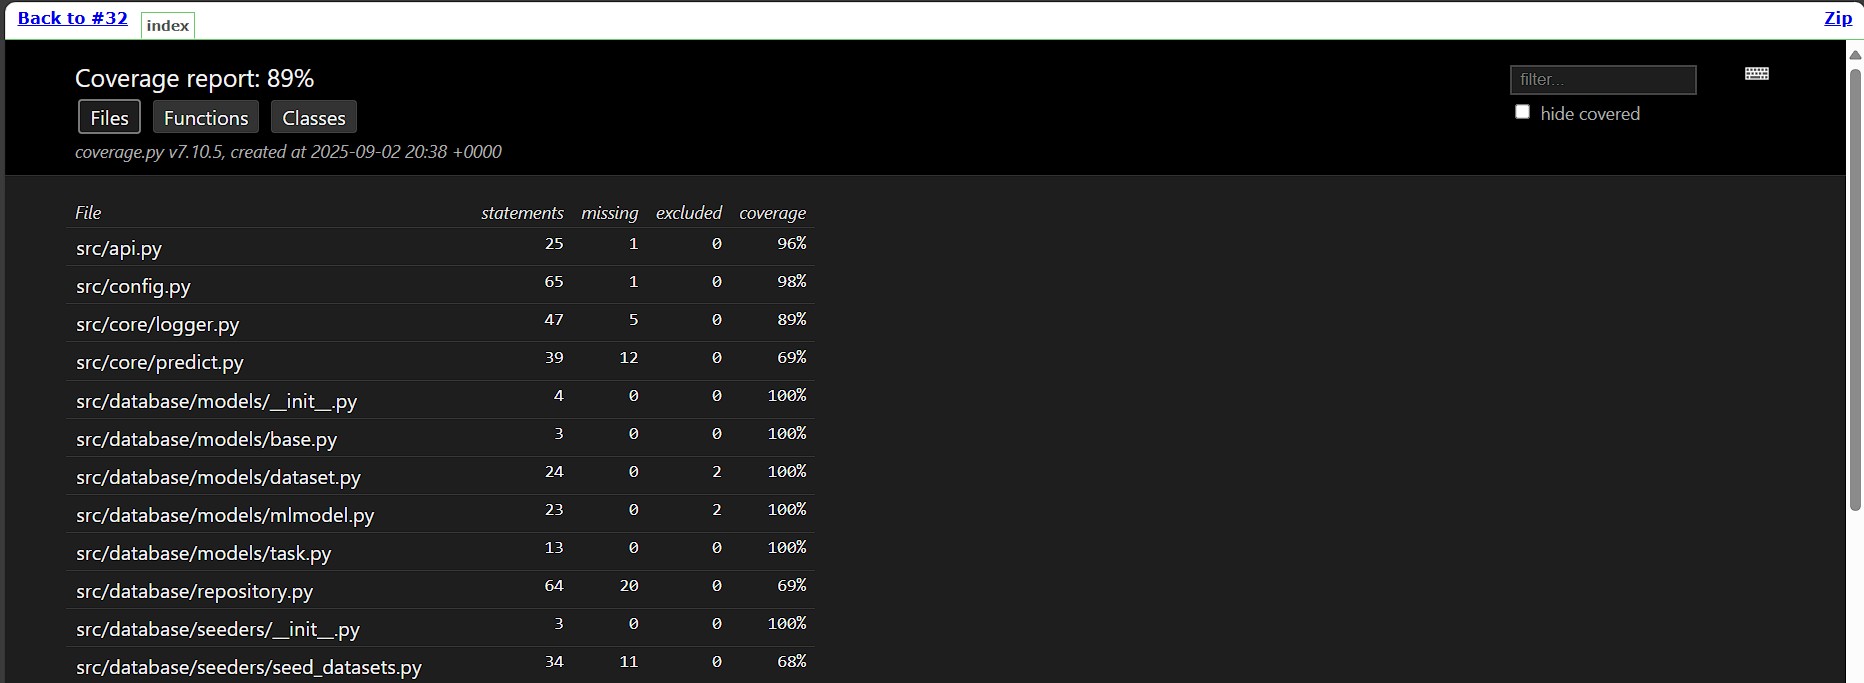 Back to #32 index Zip
Coverage report: 89%
filter...
Files Functions Classes
hide covered
coverage.py v7.10.5, created at 2025-09-02 20:38 +0000
File statements missing excluded coverage
src/api.py 25 1 0 96%
src/config.py 65 1 0 98%
src/core/logger.py 47 5 0 89%
src/core/predict.py 39 12 0 69%
src/database/models/__init__.py 4 0 0 100%
src/database/models/base.py 3 0 0 100%
src/database/models/dataset.py 24 0 2 100%
src/database/models/mlmodel.py 23 0 2 100%
src/database/models/task.py 13 0 0 100%
src/database/repository.py 64 20 0 69%
src/database/seeders/__init__.py 3 0 0 100%
src/database/seeders/seed_datasets.py 34 11 0 68%